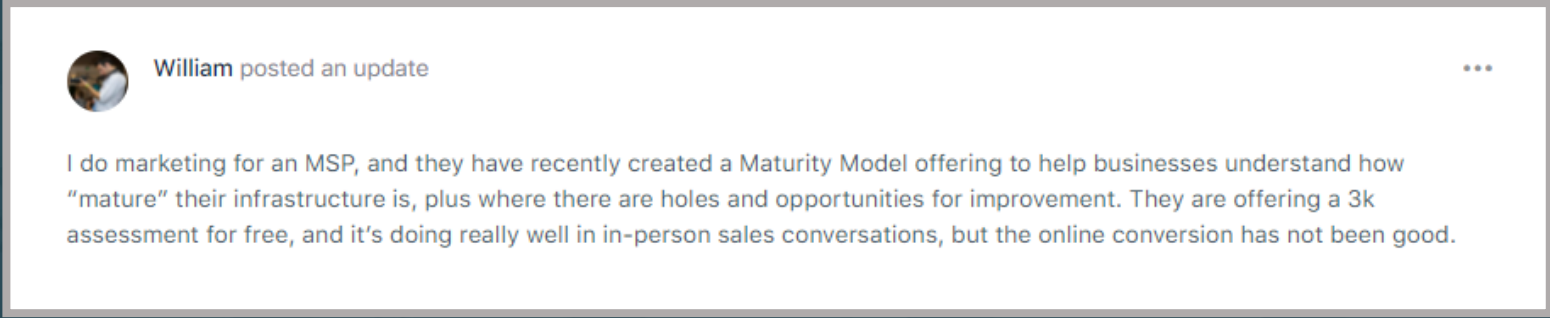 William posted an update
I do marketing for an MSP, and they have recently created a Maturity Model offering to help businesses understand how
“mature” their infrastructure is, plus where there are holes and opportunities for improvement. They are offering a 3k
assessment for free, and it’s doing really well in in-person sales conversations, but the online conversion has not been good.